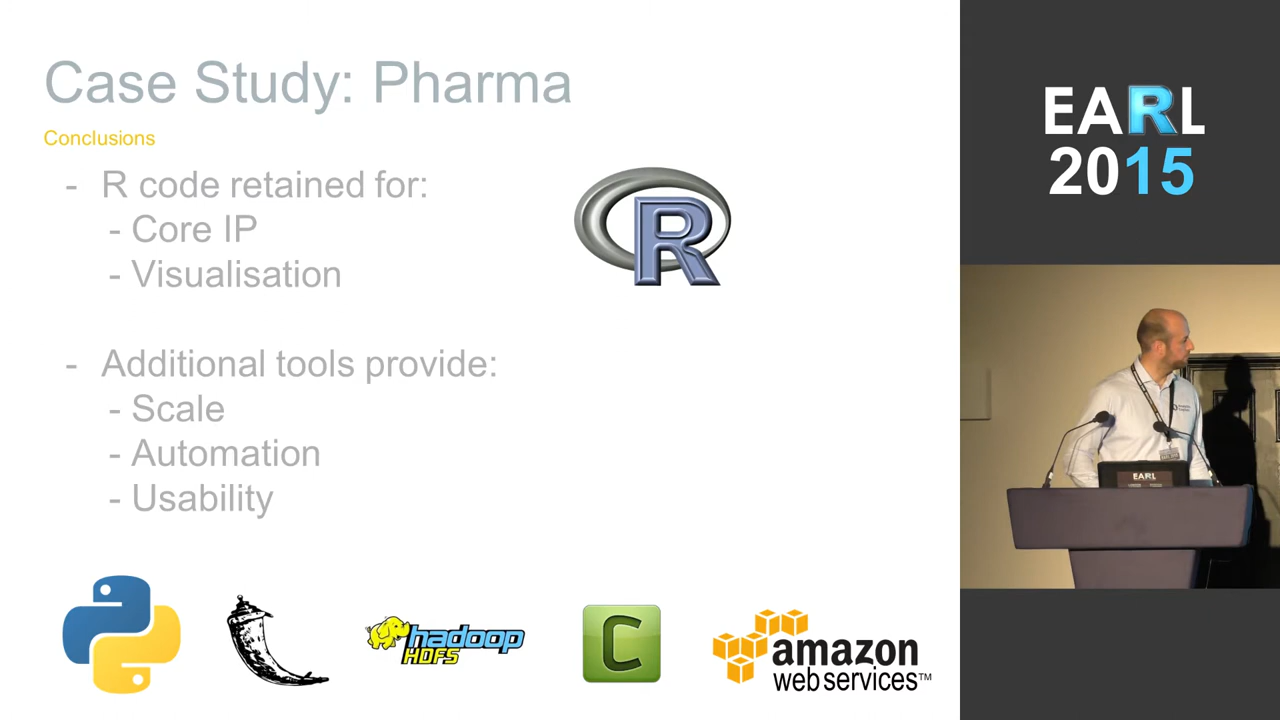 Case Study: Pharma
Conclusions
- R code retained for:
- Core IP
- Visualisation
- Additional tools provide:
- Scale
- Automation
- Usability
R
hadoop
HDFS
C
amazon
web services™
EARL
2015
EARL